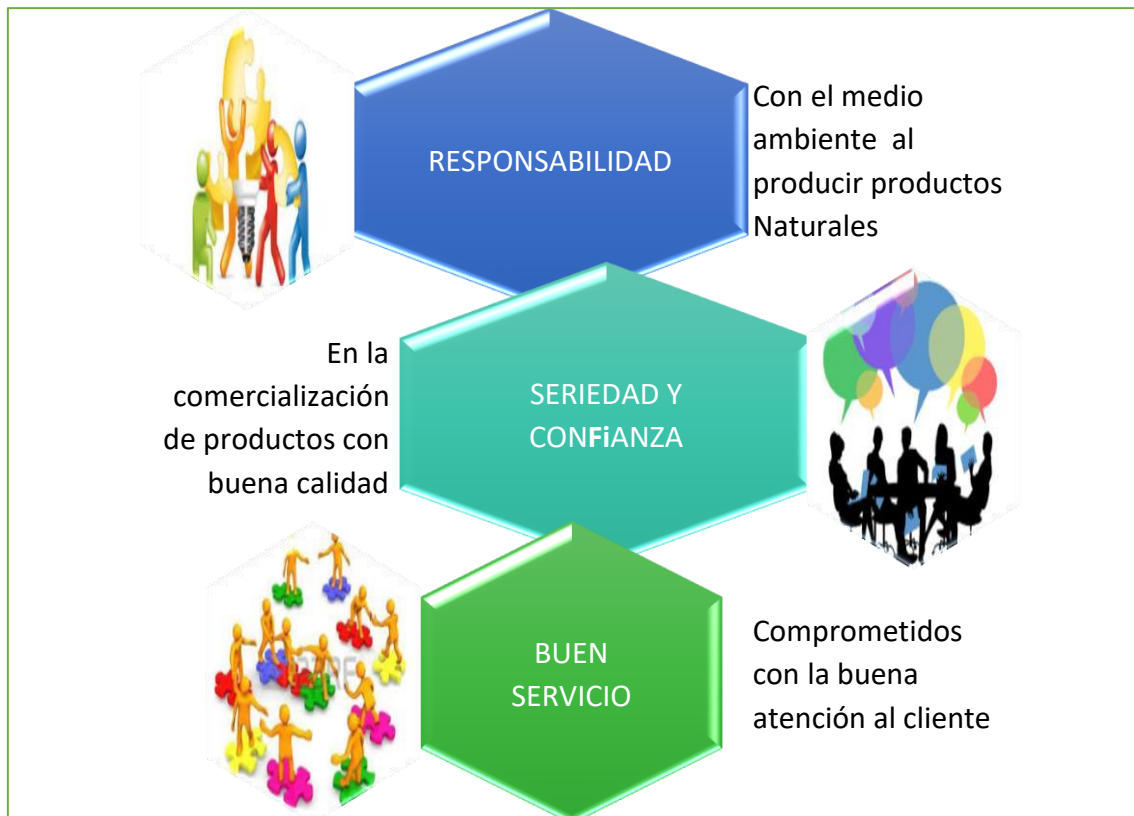 RESPONSABILIDAD
Con el medio
ambiente al
producir productos
Naturales
En la
comercialización
de productos con
buena calidad
SERIEDAD Y
CONFiANZA
BUEN
SERVICIO
Comprometidos
con la buena
atención al cliente